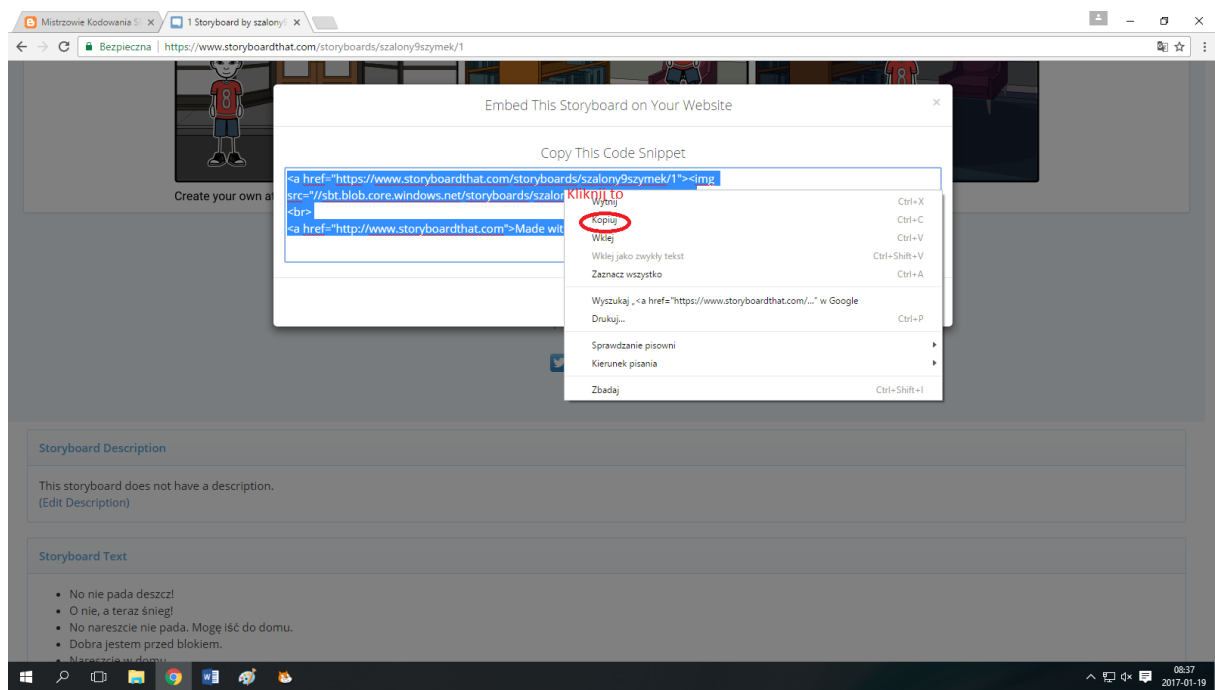 Mistrzowie Kodowania S
1 Storyboard by szalony
Bezpieczna
https://www.storyboardthat.com/storyboards/szalony9szymek/1
8
8
Embed This Storyboard on Your Website
×
Copy This Code Snippet
<a href="https://www.storyboardthat.com/storyboards/szalony9szymek/1"><img
src="//sbt.blob.core.windows.net/storyboards/szalon
<br>
<a href="http://www.storyboardthat.com">Made wit
Create your own at
Kliknij to
Wytnij Ctrl+X
Kopiuj Ctrl+C
Wklej Ctrl+V
Wklej jako zwykły tekst Ctrl+Shift+V
Zaznacz wszystko Ctrl+A
Wyszukaj „<a href="https://www.storyboardthat.com/..." w Google
Drukuj... Ctrl+P
Sprawdzanie pisowni
Kierunek pisania
Zbadaj Ctrl+Shift+I
Storyboard Description
This storyboard does not have a description.
(Edit Description)
Storyboard Text
• No nie pada deszcz!
• O nie, a teraz śnieg!
• No nareszcie nie pada. Mogę iść do domu.
• Dobra jestem przed blokiem.
• Nareszcie w domu
08:37
2017-01-19